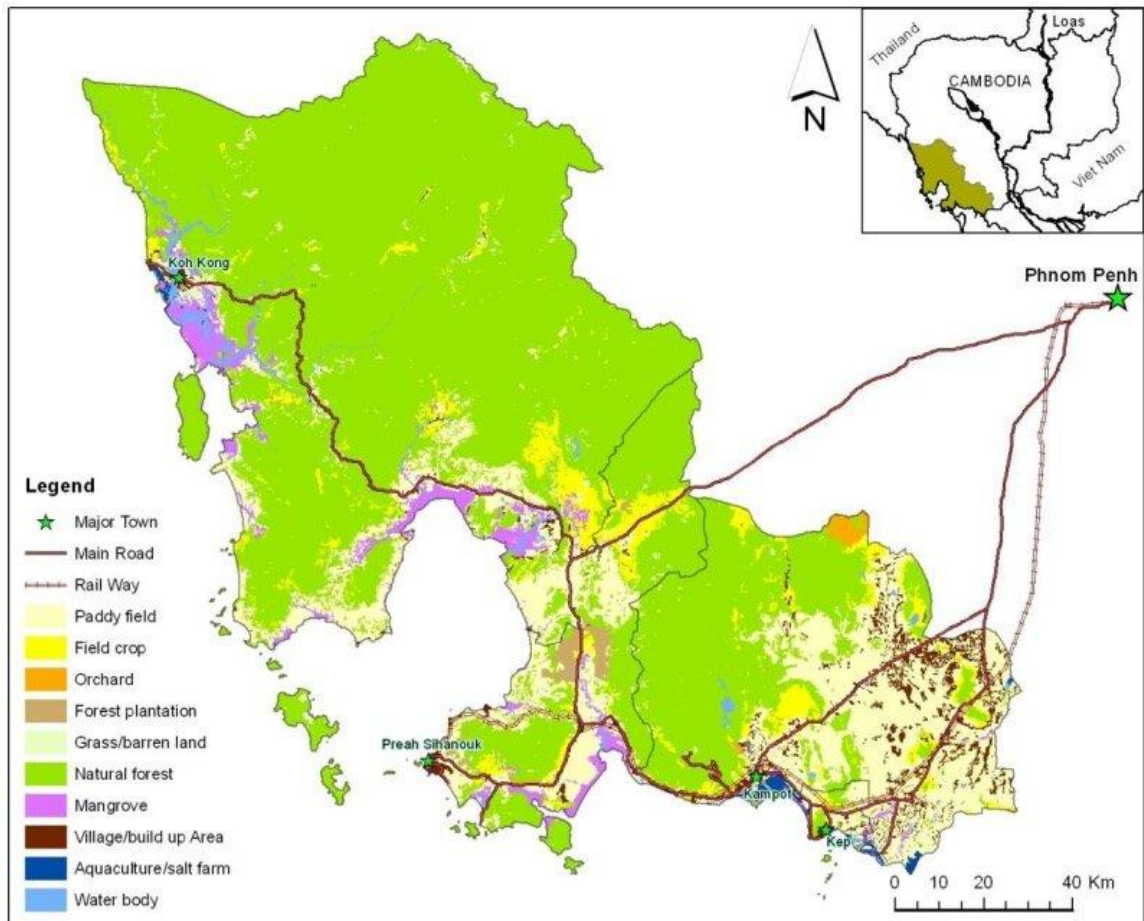 Thailand
Loas
CAMBODIA
Viet Nam
N
Phnom Penh
Koh Kong
Preah Sihanouk
Kampot
Kep
Legend
Major Town
Main Road
Rail Way
Paddy field
Field crop
Orchard
Forest plantation
Grass/barren land
Natural forest
Mangrove
Village/build up Area
Aquaculture/salt farm
Water body
0 10 20 40 Km